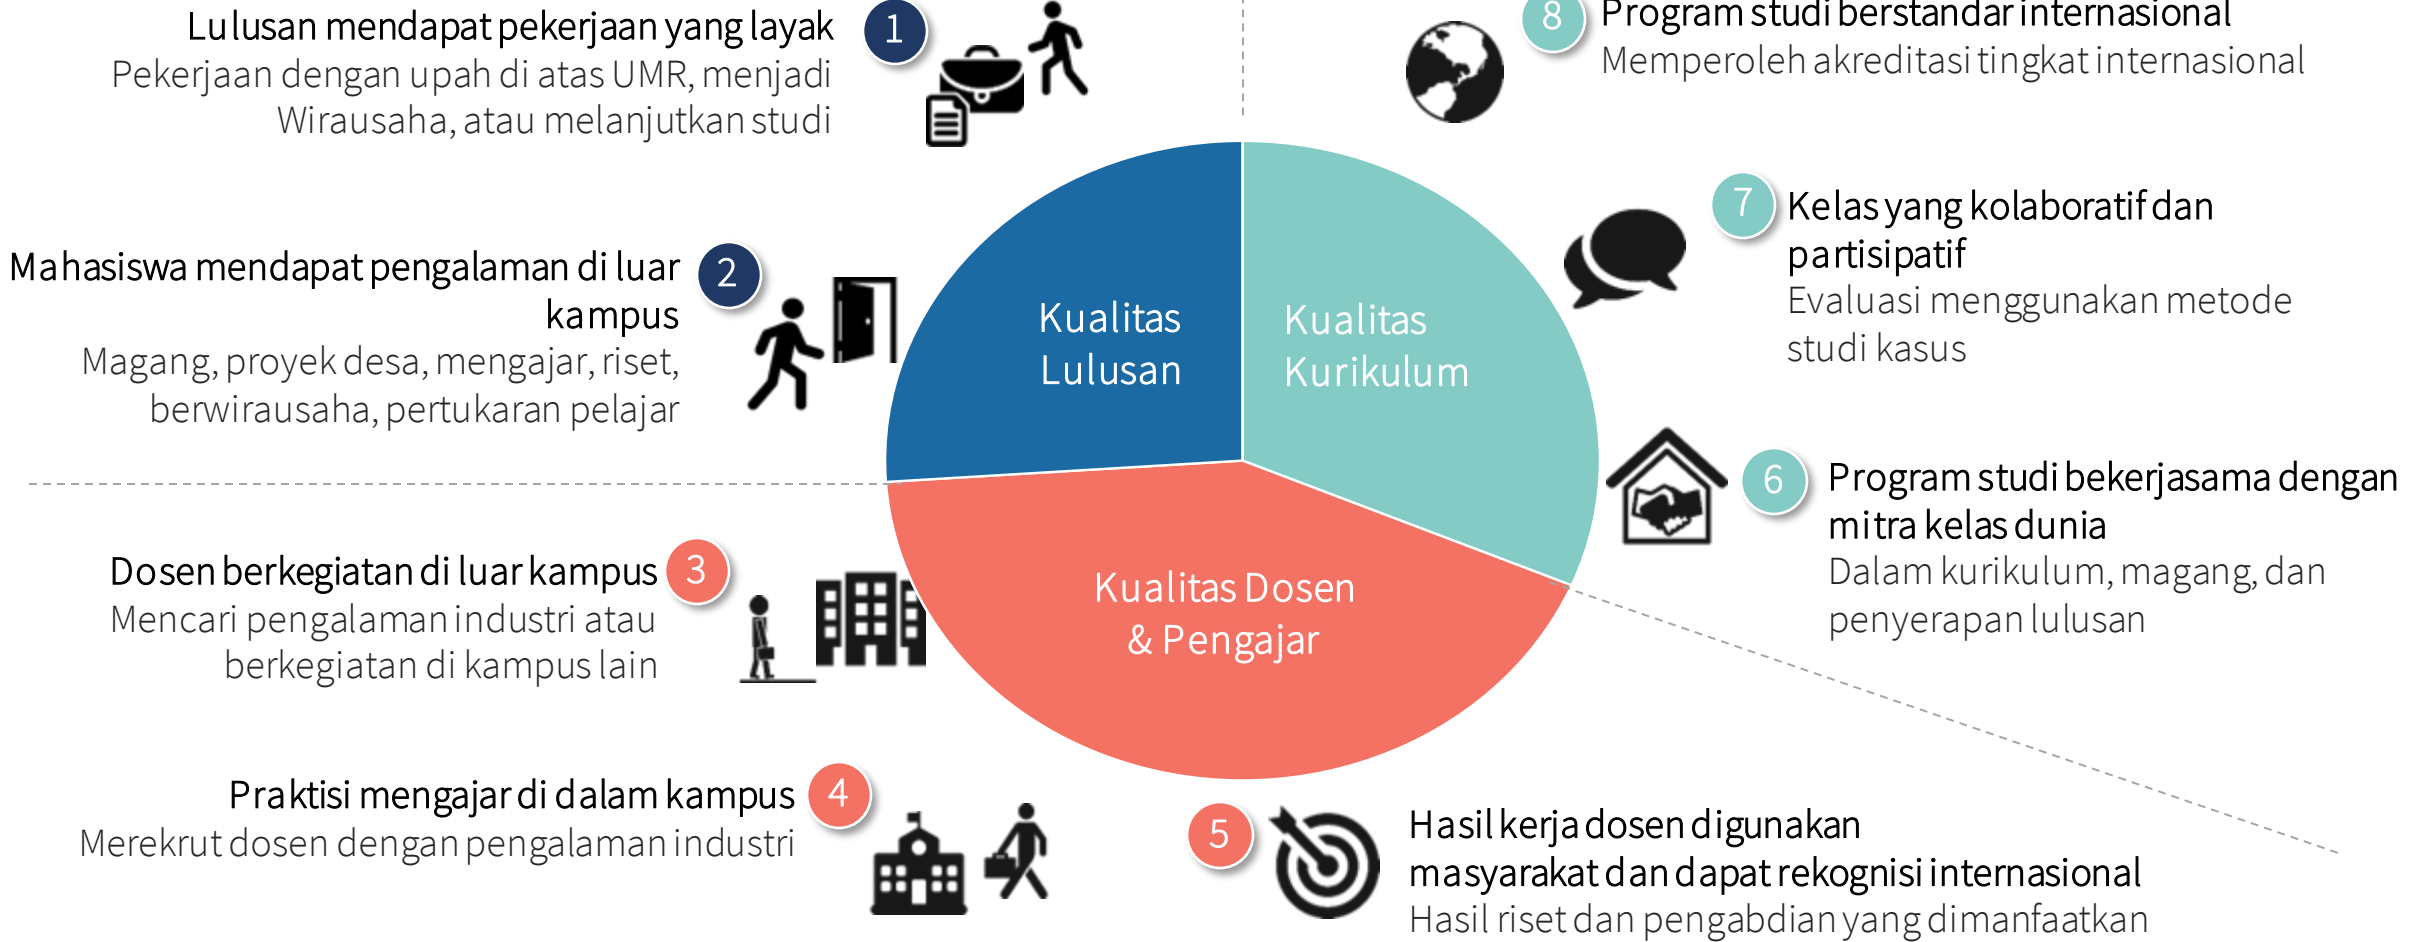 Lulusan mendapat pekerjaan yang layak
1
Pekerjaan dengan upah di atas UMR, menjadi
Wirausaha, atau melanjutkan studi
Mahasiswa mendapat pengalaman di luar
kampus
2
Magang, proyek desa, mengajar, riset,
berwirausaha, pertukaran pelajar
Dosen berkegiatan di luar kampus
3
Mencari pengalaman industri atau
berkegiatan di kampus lain
Praktisi mengajar di dalam kampus
4
Merekrut dosen dengan pengalaman industri
Kualitas
Lulusan
Kualitas
Kurikulum
Kualitas Dosen
& Pengajar
8
Program studi berstandar internasional
Memperoleh akreditasi tingkat internasional
7
Kelas yang kolaboratif dan
partisipatif
Evaluasi menggunakan metode
studi kasus
6
Program studi bekerjasama dengan
mitra kelas dunia
Dalam kurikulum, magang, dan
penyerapan lulusan
5
Hasil kerja dosen digunakan
masyarakat dan dapat rekognisi internasional
Hasil riset dan pengabdian yang dimanfaatkan